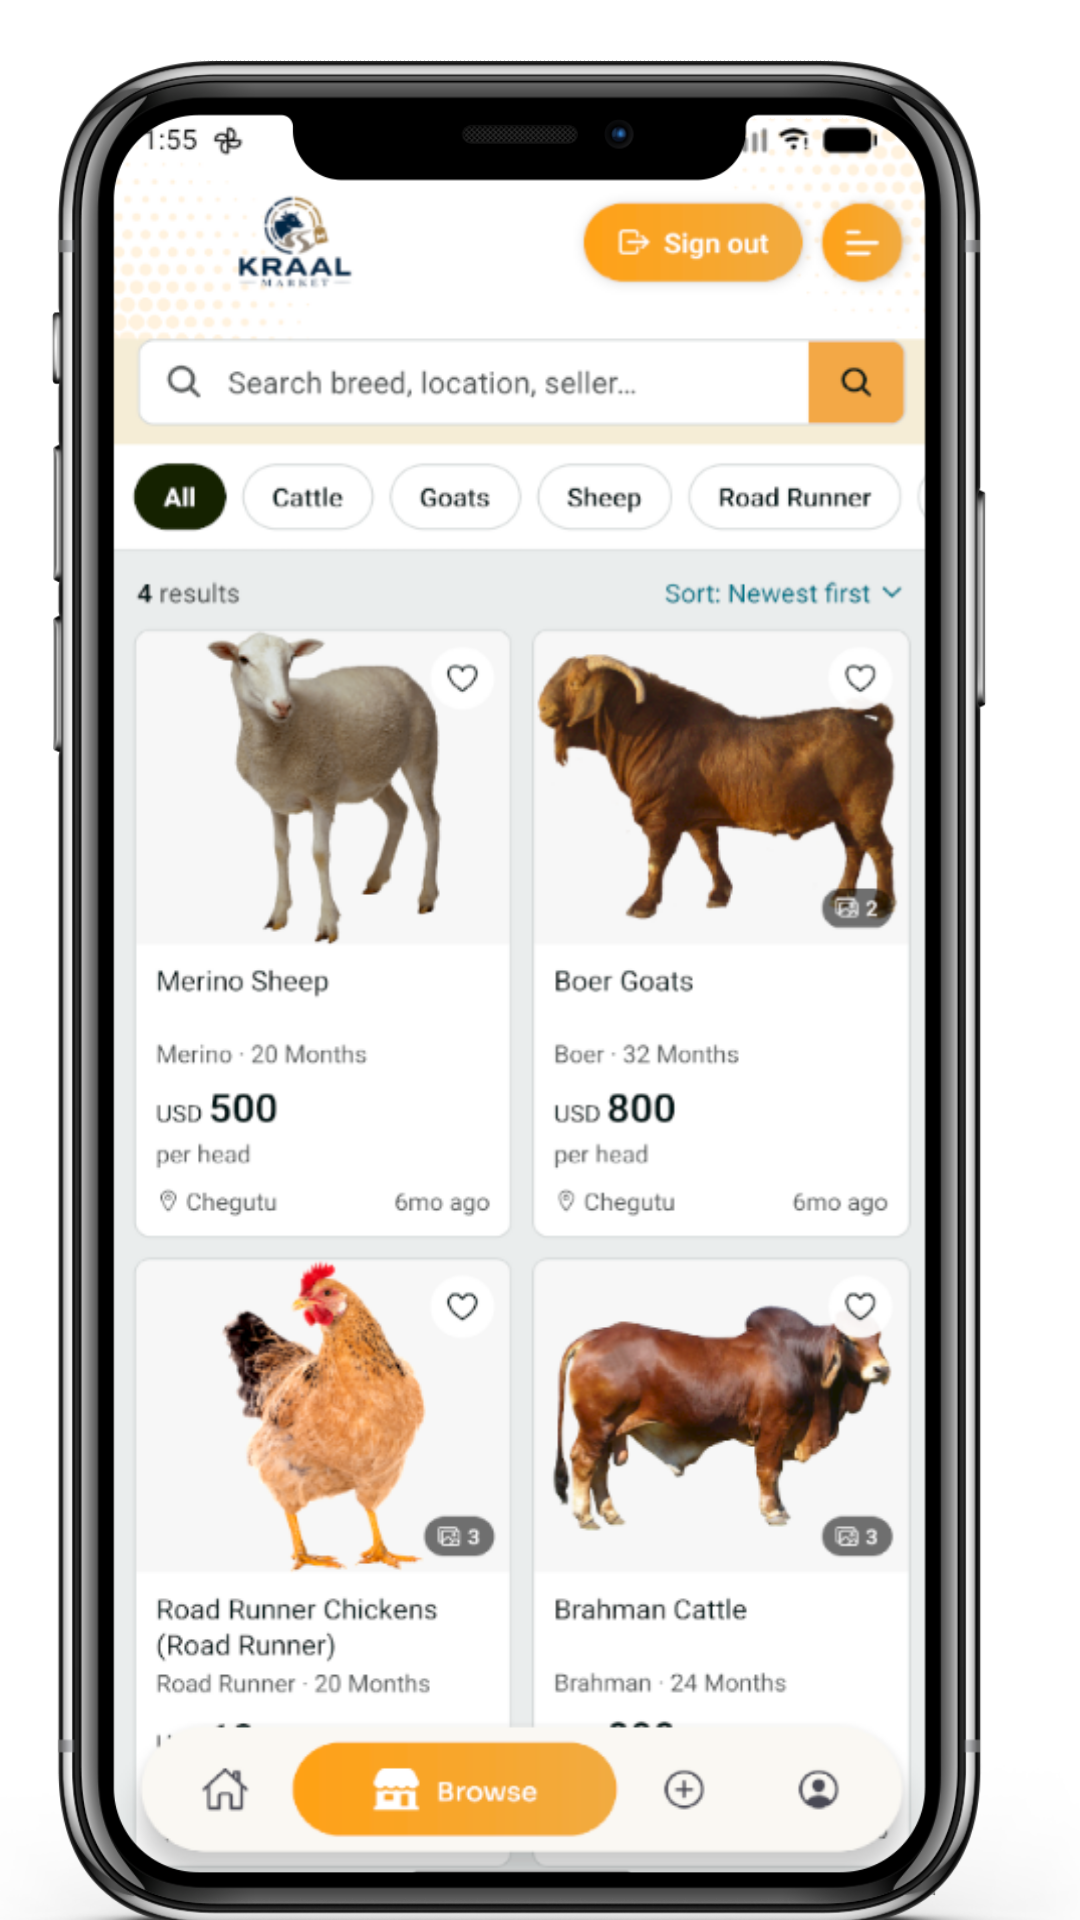 1:55
KRAAL
MARKET
Sign out
Search breed, location, seller...
All
Cattle
Goats
Sheep
Road Runner
4 results
Sort: Newest first
2
Merino Sheep
Boer Goats
Merino · 20 Months
Boer · 32 Months
USD 500
USD 800
per head
per head
Chegutu
6mo ago
Chegutu
6mo ago
3
3
Road Runner Chickens
(Road Runner)
Brahman Cattle
Road Runner · 20 Months
Brahman · 24 Months
Browse